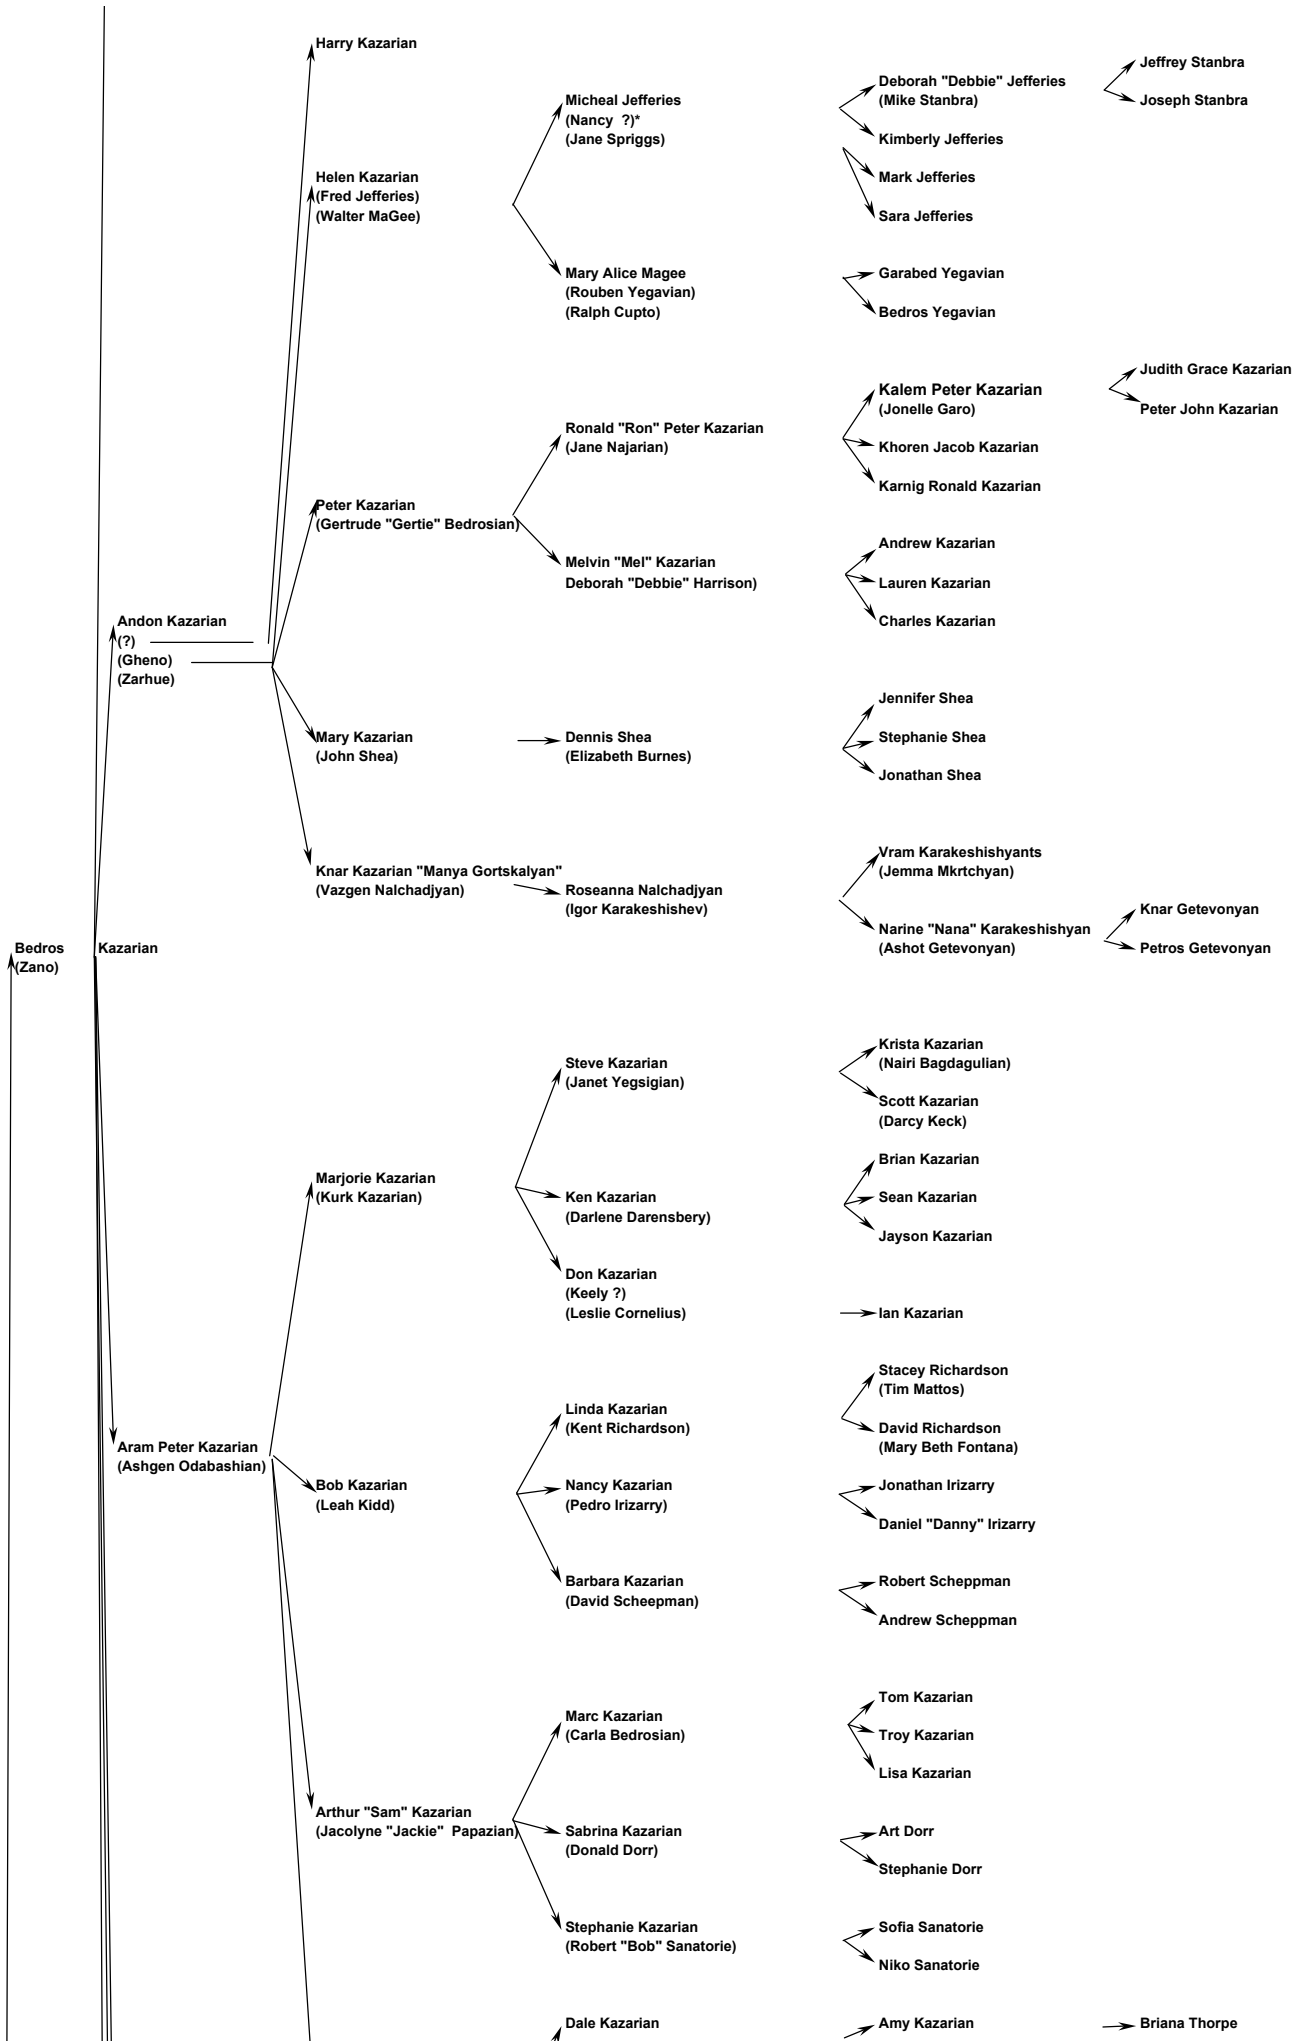 Harry Kazarian
Helen Kazarian
(Fred Jefferies)
(Walter MaGee)
Micheal Jefferies
(Nancy ?)*
(Jane Spriggs)
Deborah "Debbie" Jefferies
(Mike Stanbra)
Jeffrey Stanbra
Joseph Stanbra
Kimberly Jefferies
Mark Jefferies
Sara Jefferies
Mary Alice Magee
(Rouben Yegavian)
(Ralph Cupto)
Garabed Yegavian
Bedros Yegavian
Peter Kazarian
(Gertrude "Gertie" Bedrosian)
Ronald "Ron" Peter Kazarian
(Jane Najarian)
Kalem Peter Kazarian
(Jonelle Garo)
Judith Grace Kazarian
Peter John Kazarian
Khoren Jacob Kazarian
Karnig Ronald Kazarian
Melvin "Mel" Kazarian
Deborah "Debbie" Harrison)
Andrew Kazarian
Lauren Kazarian
Charles Kazarian
Andon Kazarian
(?)
(Gheno)
(Zarhue)
Mary Kazarian
(John Shea)
Dennis Shea
(Elizabeth Burnes)
Jennifer Shea
Stephanie Shea
Jonathan Shea
Knar Kazarian "Manya Gortskalyan"
(Vazgen Nalchadjyan)
Roseanna Nalchadjyan
(Igor Karakeshishev)
Vram Karakeshishyants
(Jemma Mkrtchyan)
Narine "Nana" Karakeshishyan
(Ashot Getevonyan)
Knar Getevonyan
Petros Getevonyan
Bedros Kazarian
(Zano)
Marjorie Kazarian
(Kurk Kazarian)
Steve Kazarian
(Janet Yegsigian)
Krista Kazarian
(Nairi Bagdagulian)
Scott Kazarian
(Darcy Keck)
Ken Kazarian
(Darlene Darensbery)
Brian Kazarian
Sean Kazarian
Jayson Kazarian
Don Kazarian
(Keely ?)
(Leslie Cornelius)
Ian Kazarian
Aram Peter Kazarian
(Ashgen Odabashian)
Bob Kazarian
(Leah Kidd)
Linda Kazarian
(Kent Richardson)
Stacey Richardson
(Tim Mattos)
David Richardson
(Mary Beth Fontana)
Nancy Kazarian
(Pedro Irizarry)
Jonathan Irizarry
Daniel "Danny" Irizarry
Barbara Kazarian
(David Scheepman)
Robert Scheppman
Andrew Scheppman
Arthur "Sam" Kazarian
(Jacolyne "Jackie" Papazian)
Marc Kazarian
(Carla Bedrosian)
Tom Kazarian
Troy Kazarian
Lisa Kazarian
Sabrina Kazarian
(Donald Dorr)
Art Dorr
Stephanie Dorr
Stephanie Kazarian
(Robert "Bob" Sanatorie)
Sofia Sanatorie
Niko Sanatorie
Dale Kazarian
Amy Kazarian
Briana Thorpe